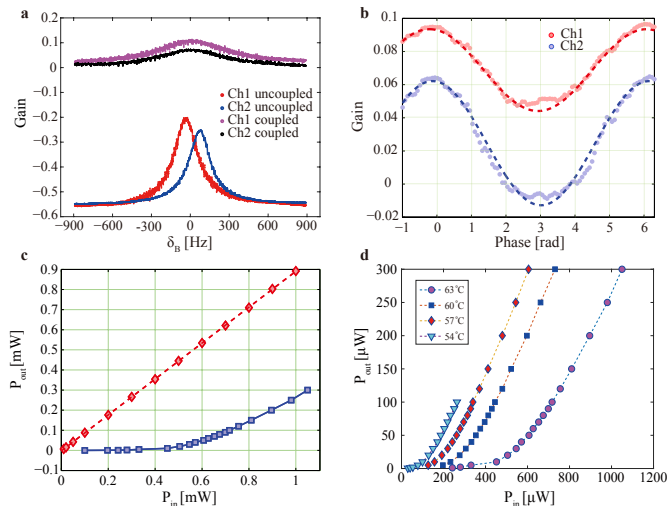 a
0.2
0.1
0
-0.1
-0.2
-0.3
-0.4
-0.5
-0.6
Gain
Ch1 uncoupled
Ch2 uncoupled
Ch1 coupled
Ch2 coupled
-900 -600 -300 0 300 600 900
δB [Hz]
b
0.1
0.08
0.06
0.04
0.02
0
-0.02
Gain
Ch1
Ch2
-1 0 1 2 3 4 5 6
Phase [rad]
c
0.9
0.8
0.7
0.6
0.5
0.4
0.3
0.2
0.1
0
-0.1
Pout [mW]
0 0.2 0.4 0.6 0.8 1
Pin [mW]
d
300
250
200
150
100
50
0
Pout [μW]
63°C
60°C
57°C
54°C
0 200 400 600 800 1000 1200
Pin [μW]